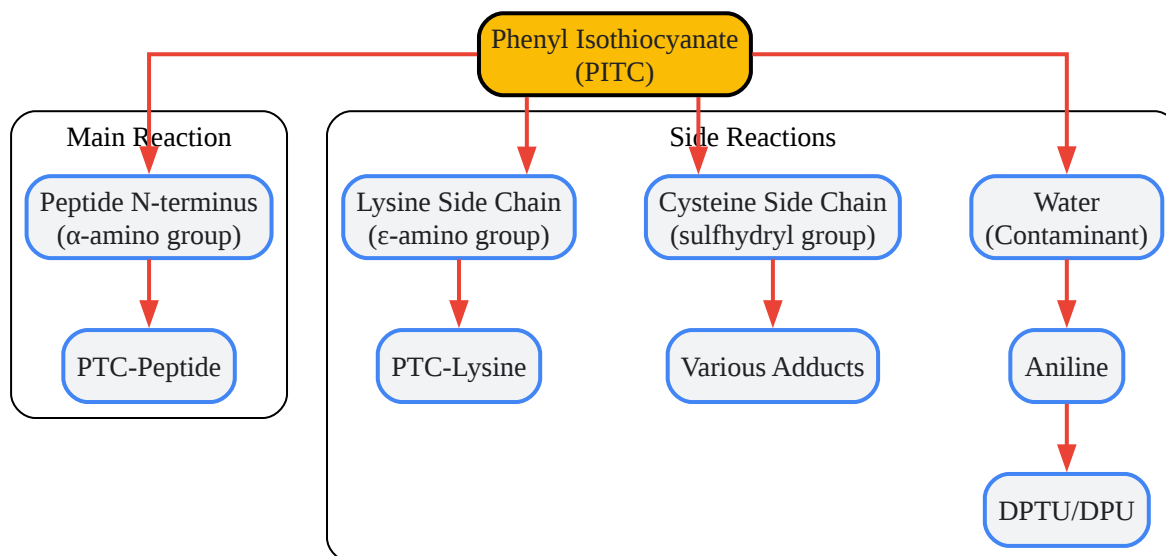 Phenyl Isothiocyanate
(PITC)
Main Reaction
Side Reactions
Peptide N-terminus
(α-amino group)
Lysine Side Chain
(ε-amino group)
Cysteine Side Chain
(sulfhydryl group)
Water
(Contaminant)
PTC-Peptide
PTC-Lysine
Various Adducts
Aniline
DPTU/DPU